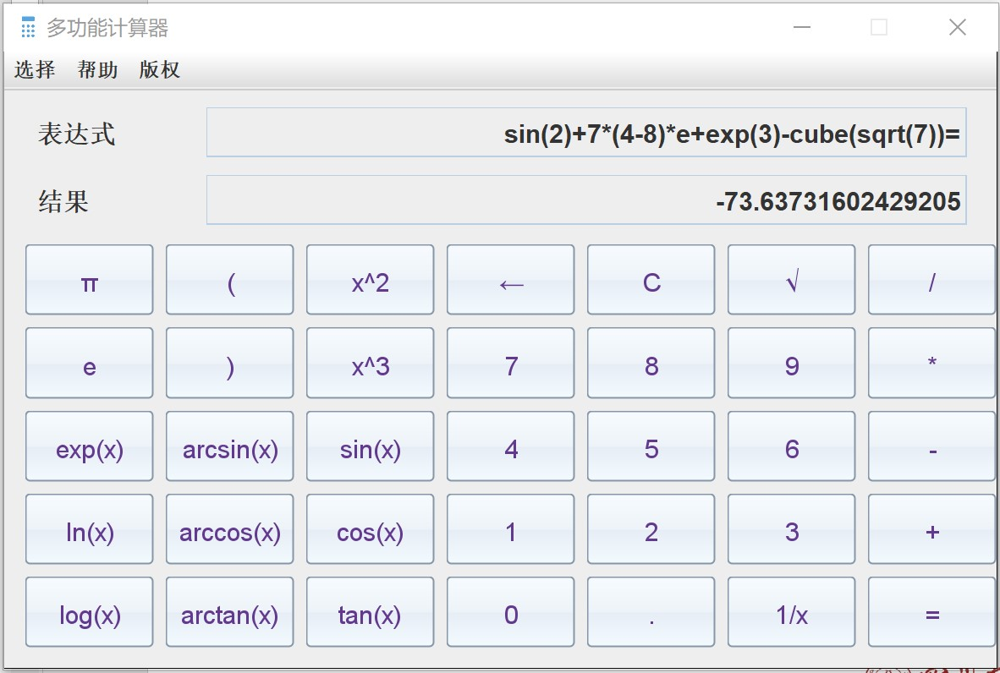 多功能计算器
选择 帮助 版权
表达式 sin(2)+7*(4-8)*e+exp(3)-cube(sqrt(7))=
结果 -73.63731602429205
π ( x^2 ← C √ /
e ) x^3 7 8 9 *
exp(x) arcsin(x) sin(x) 4 5 6 -
ln(x) arccos(x) cos(x) 1 2 3 +
log(x) arctan(x) tan(x) 0 . 1/x =